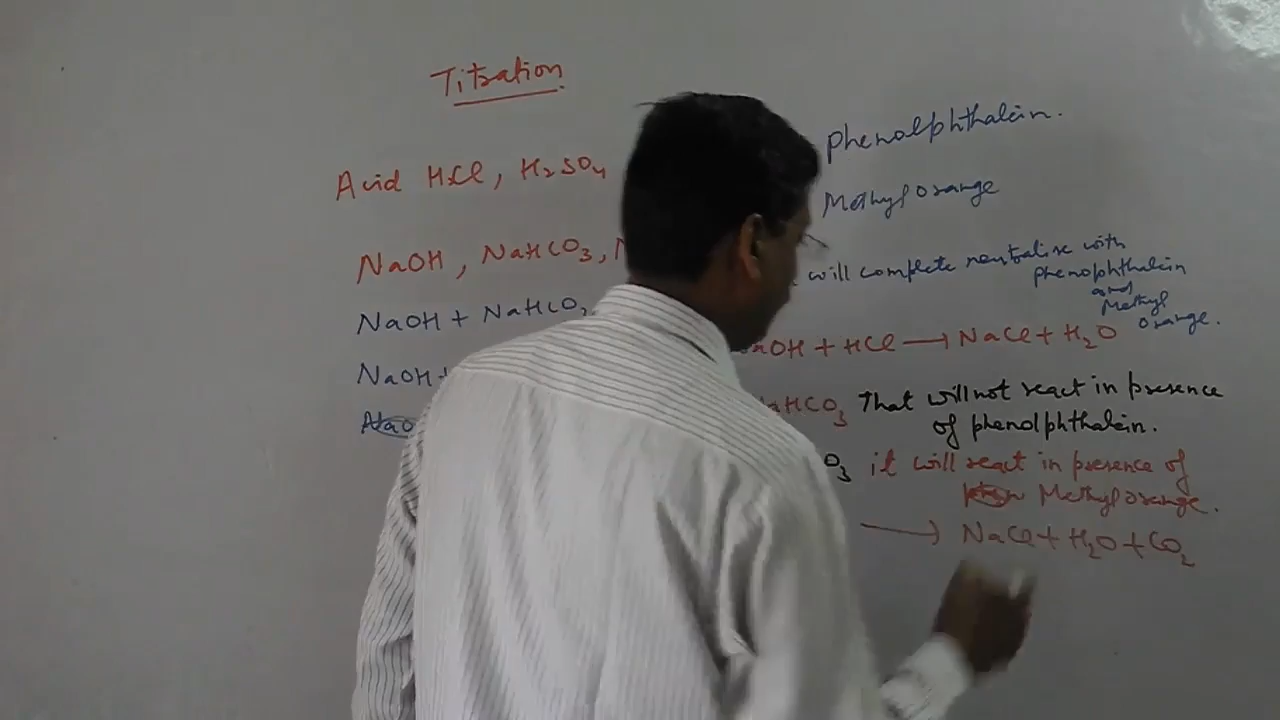 Titration
Acid HCl, H2SO4
Phenolphthalein.
Methyl orange
NaOH, NaHCO3,
will complete neutralise with
phenophthalein
and
Methyl
orange.
NaOH + NaHCO3
NaOH + HCl → NaCl + H2O
NaOH +
NaHCO3 That will not react in presence
of phenolphthalein.
O3 it will react in presence of
Methyl orange.
→ NaCl + H2O + CO2